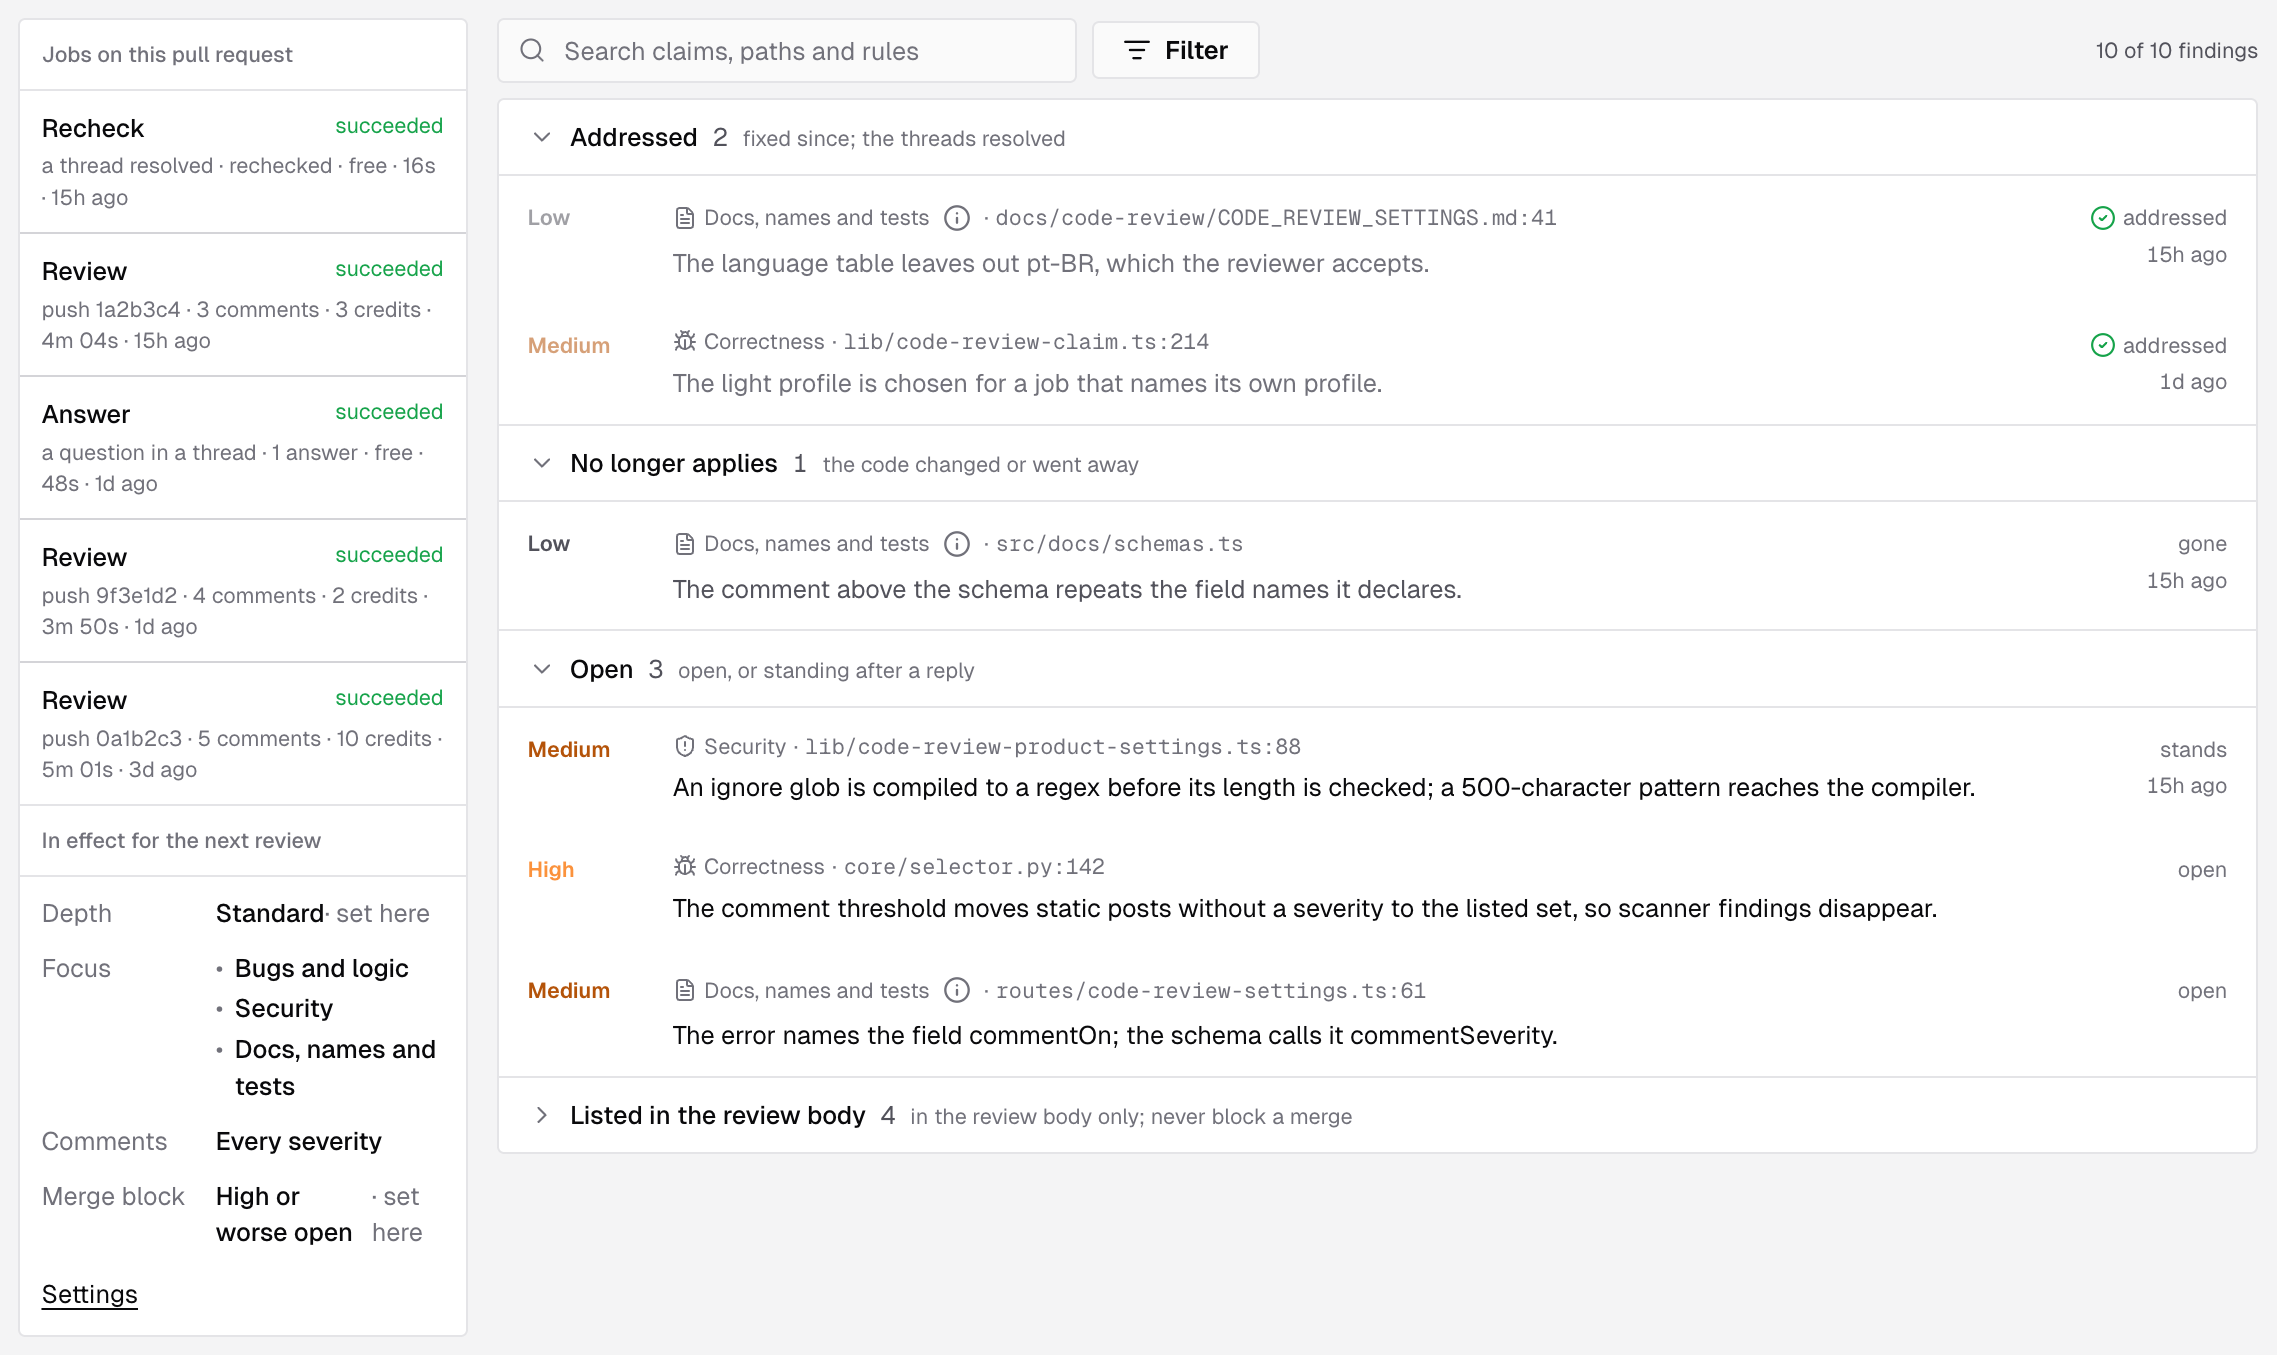 Jobs on this pull request
Recheck succeeded
a thread resolved · rechecked · free · 16s
· 15h ago
Review succeeded
push 1a2b3c4 · 3 comments · 3 credits ·
4m 04s · 15h ago
Answer succeeded
a question in a thread · 1 answer · free ·
48s · 1d ago
Review succeeded
push 9f3e1d2 · 4 comments · 2 credits ·
3m 50s · 1d ago
Review succeeded
push 0a1b2c3 · 5 comments · 10 credits ·
5m 01s · 3d ago
In effect for the next review
Depth Standard · set here
Focus • Bugs and logic
• Security
• Docs, names and
tests
Comments Every severity
Merge block High or · set
worse open here
Settings
Search claims, paths and rules Filter 10 of 10 findings
Addressed 2 fixed since; the threads resolved
Low Docs, names and tests · docs/code-review/CODE_REVIEW_SETTINGS.md:41 addressed
The language table leaves out pt-BR, which the reviewer accepts. 15h ago
Medium Correctness · lib/code-review-claim.ts:214 addressed
The light profile is chosen for a job that names its own profile. 1d ago
No longer applies 1 the code changed or went away
Low Docs, names and tests · src/docs/schemas.ts gone
The comment above the schema repeats the field names it declares. 15h ago
Open 3 open, or standing after a reply
Medium Security · lib/code-review-product-settings.ts:88 stands
An ignore glob is compiled to a regex before its length is checked; a 500-character pattern reaches the compiler. 15h ago
High Correctness · core/selector.py:142 open
The comment threshold moves static posts without a severity to the listed set, so scanner findings disappear.
Medium Docs, names and tests · routes/code-review-settings.ts:61 open
The error names the field commentOn; the schema calls it commentSeverity.
Listed in the review body 4 in the review body only; never block a merge